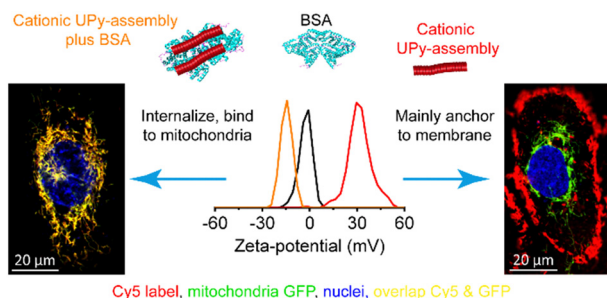 Cationic UPy-assembly
plus BSA
BSA
Cationic
UPy-assembly
Internalize, bind
to mitochondria
Mainly anchor
to membrane
20 μm
-60 -30 0 30 60
Zeta-potential (mV)
20 μm
Cy5 label, mitochondria GFP, nuclei, overlap Cy5 & GFP